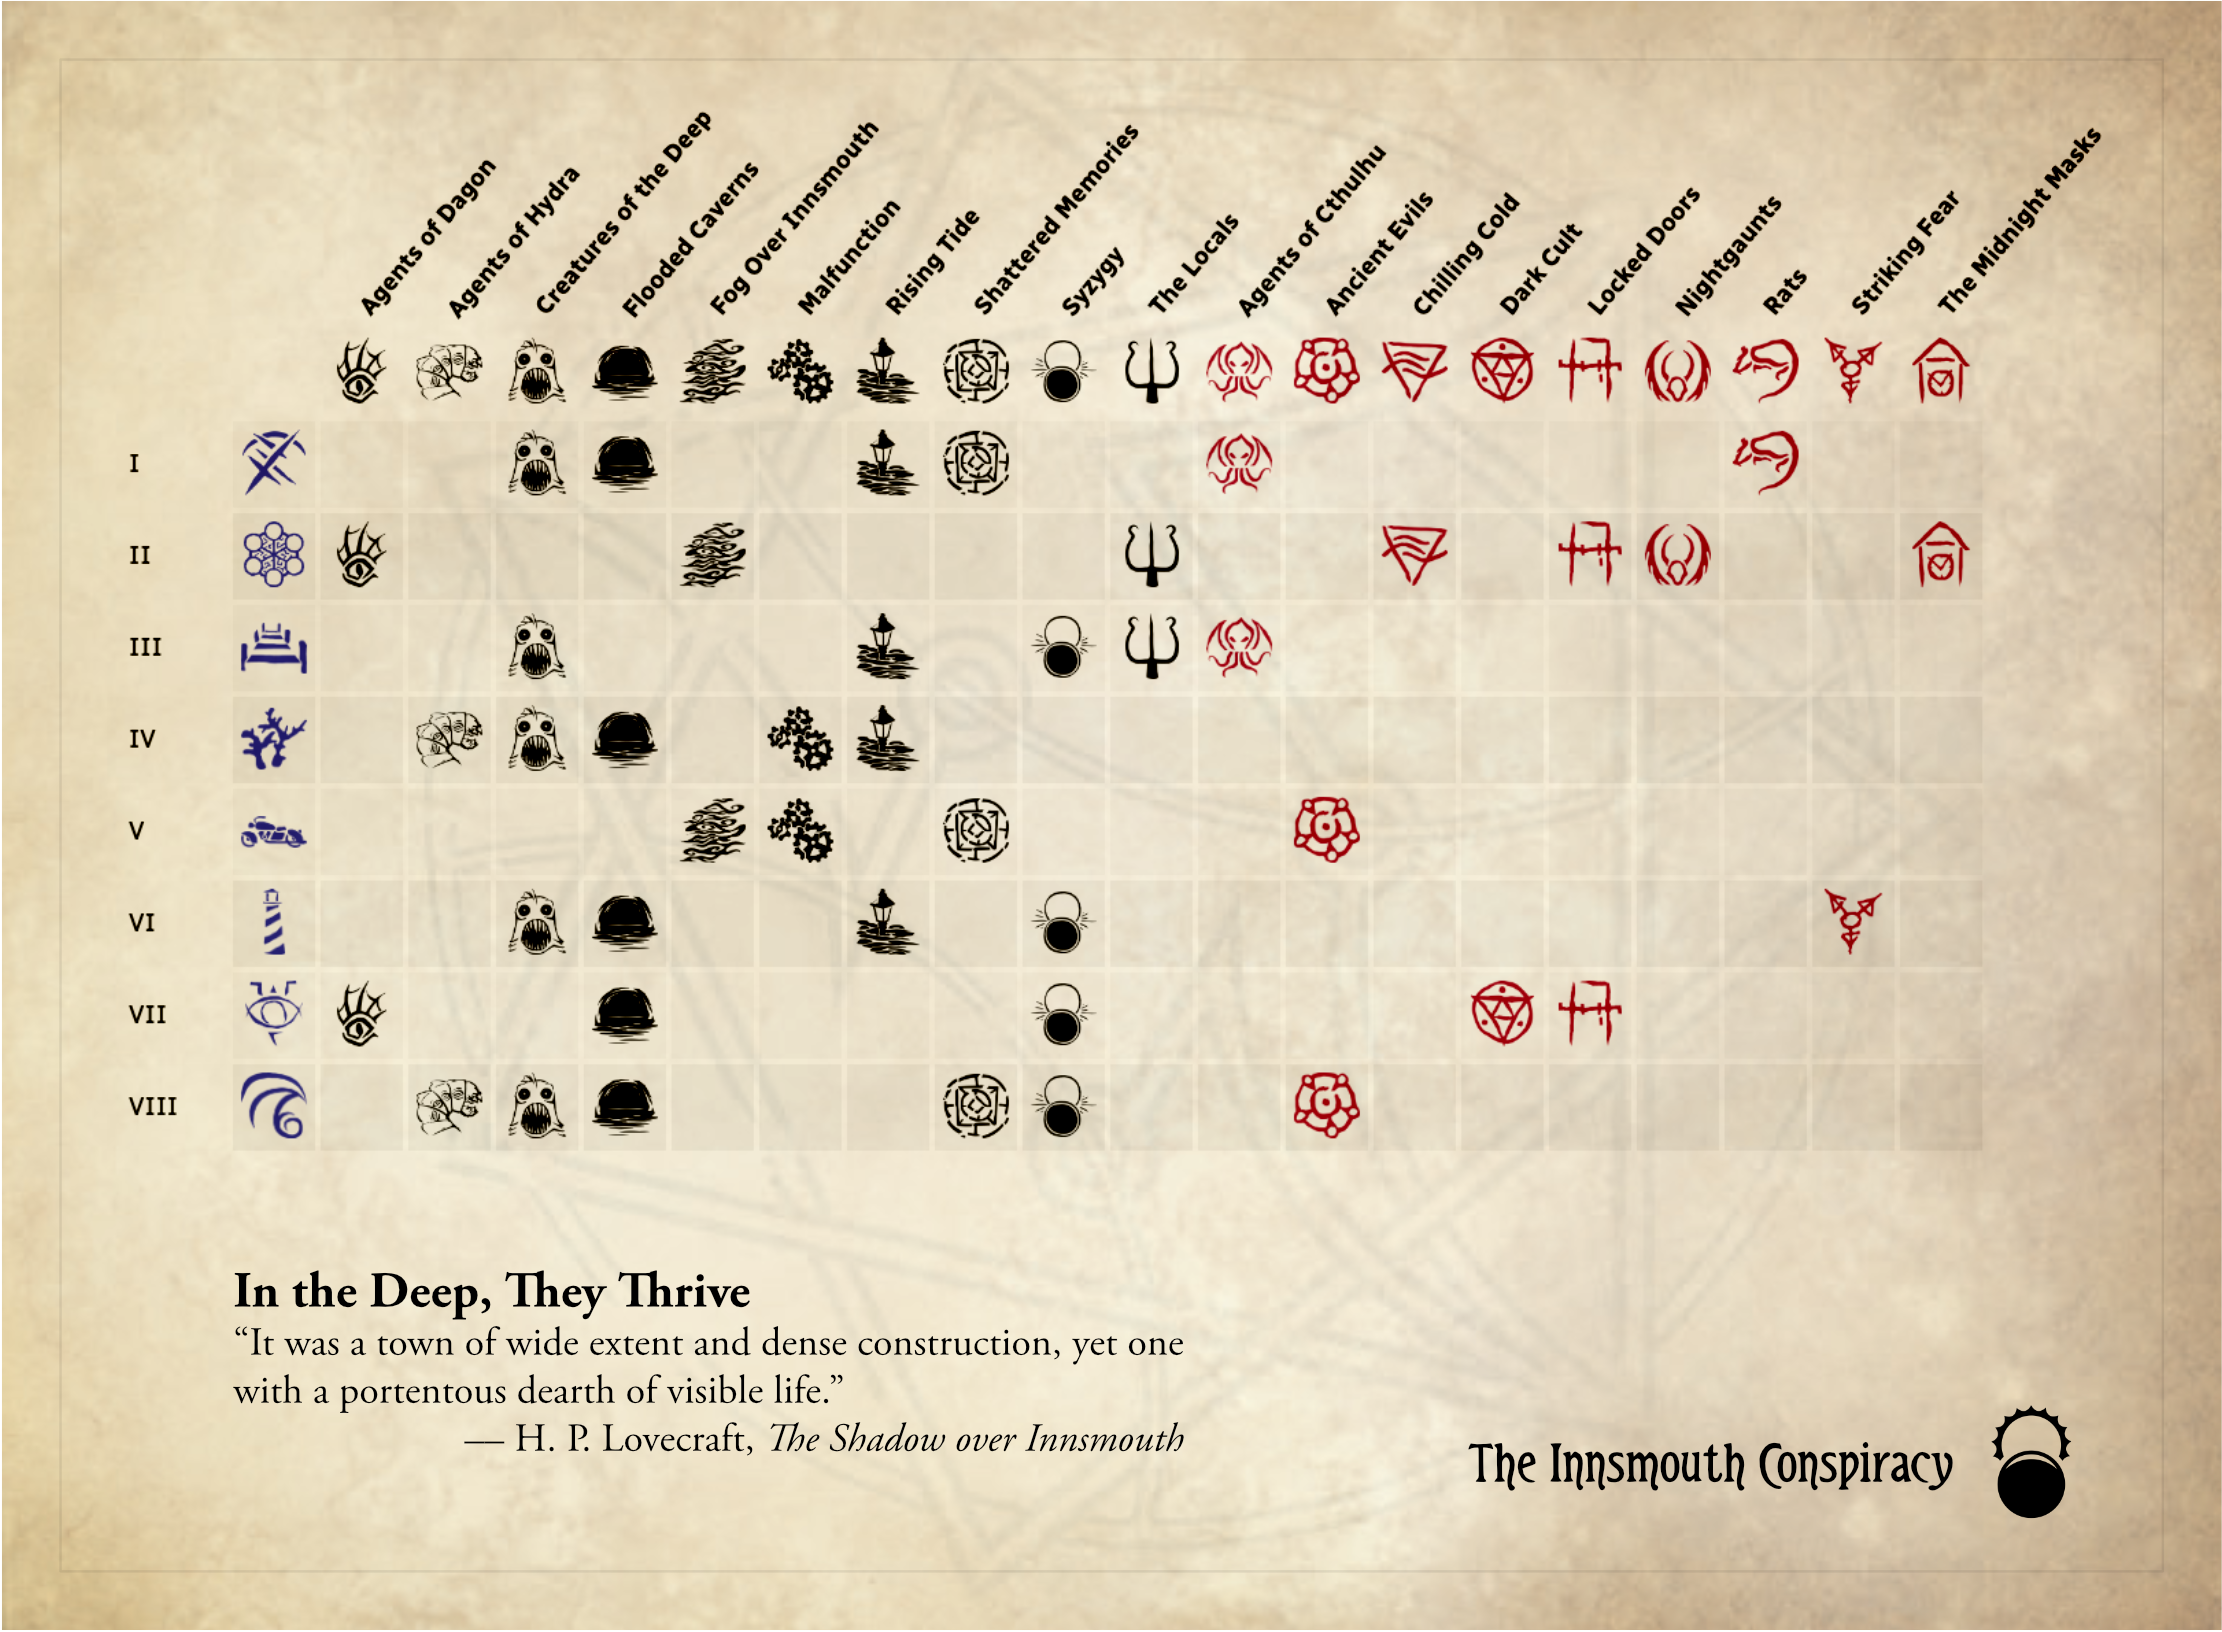 Agents of Dagon
Agents of Hydra
Creatures of the Deep
Flooded Caverns
Fog Over Innsmouth
Malfunction
Rising Tide
Shattered Memories
Syzygy
The Locals
Agents of Cthulhu
Ancient Evils
Chilling Cold
Dark Cult
Locked Doors
Nightgaunts
Rats
Striking Fear
The Midnight Masks
I
II
III
IV
V
VI
VII
VIII
In the Deep, They Thrive
“It was a town of wide extent and dense construction, yet one
with a portentous dearth of visible life.”
— H. P. Lovecraft, The Shadow over Innsmouth
The Innsmouth Conspiracy